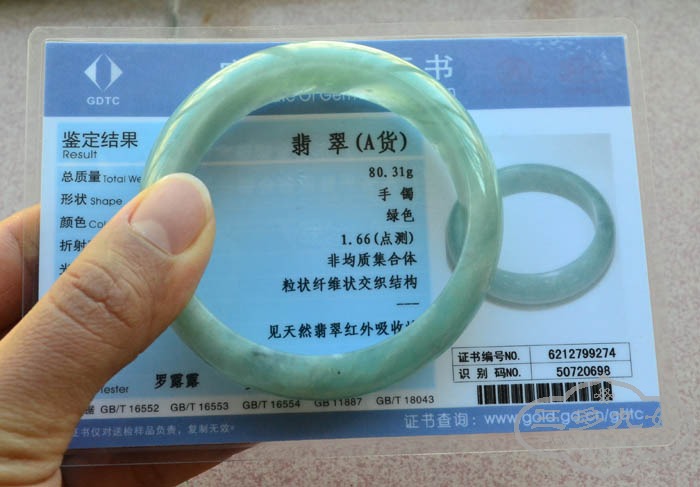 书
GDTC
鉴定结果
Result
翡 翠(A货)
总质量 Total We
80.31g
形状 Shape
手 镯
颜色 Col
绿色
折射
1.66(点测)
光
非均质集合体
粒状纤维状交织结构
———
见天然翡翠红外吸收
证书编号NO. 6212799274
识 别 码NO. 50720698
罗露露
GB/T 16552 GB/T 16553 GB/T 16554 GB 11887 GB/T 18043
证书仅对送检样品负责，复制无效。
证书查询：www.gold.gd.cn/gdtc